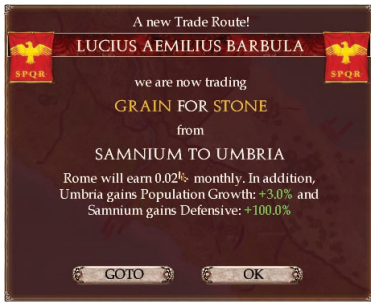 A new Trade Route!
LUCIUS AEMILIUS BARBULA
SPQR SPQR
we are now trading
GRAIN FOR STONE
from
SAMNIUM TO UMBRIA
Rome will earn 0.02 monthly. In addition,
Umbria gains Population Growth: +3.0% and
Samnium gains Defensive: +100.0%
GOTO OK